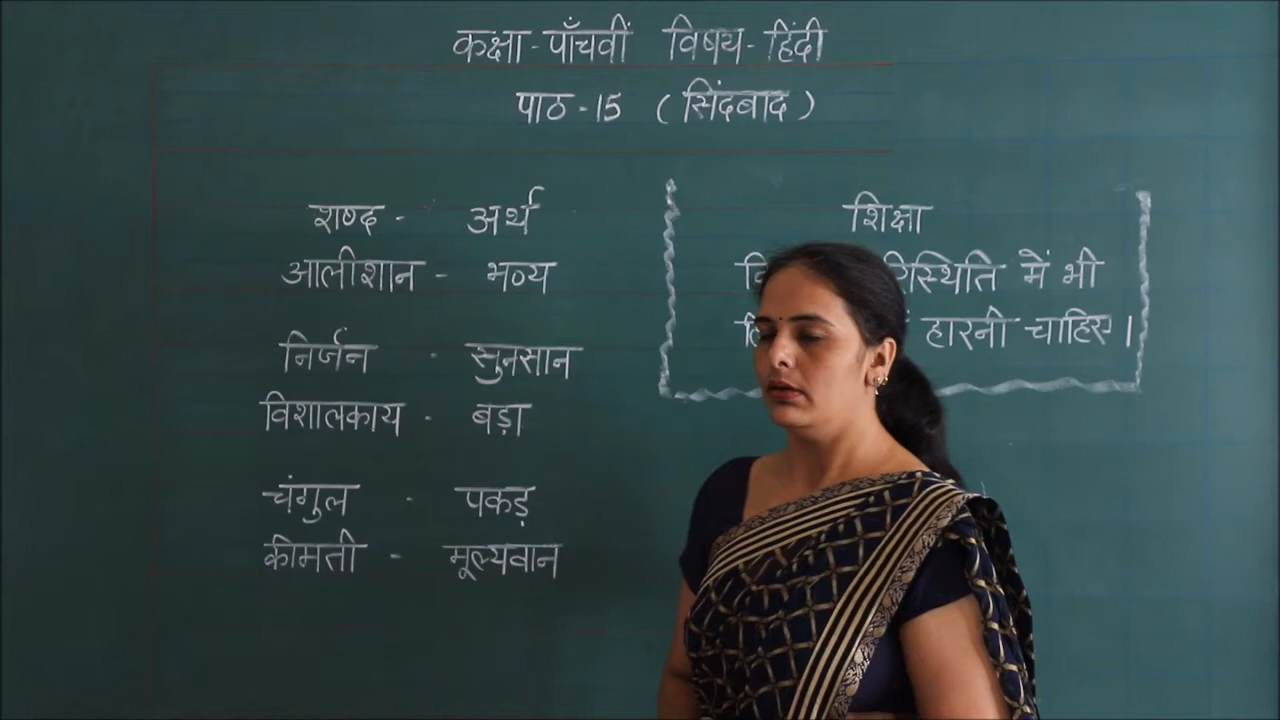 कक्षा - पाँचवीं विषय - हिंदी
पाठ - 15 (सिंदबाद)
शब्द - अर्थ
आलीशान - भव्य
निर्जन - सुनसान
विशालकाय - बड़ा
चंगुल - पकड़
कीमती - मूल्यवान
शिक्षा
में भी
हारनी चाहिए।